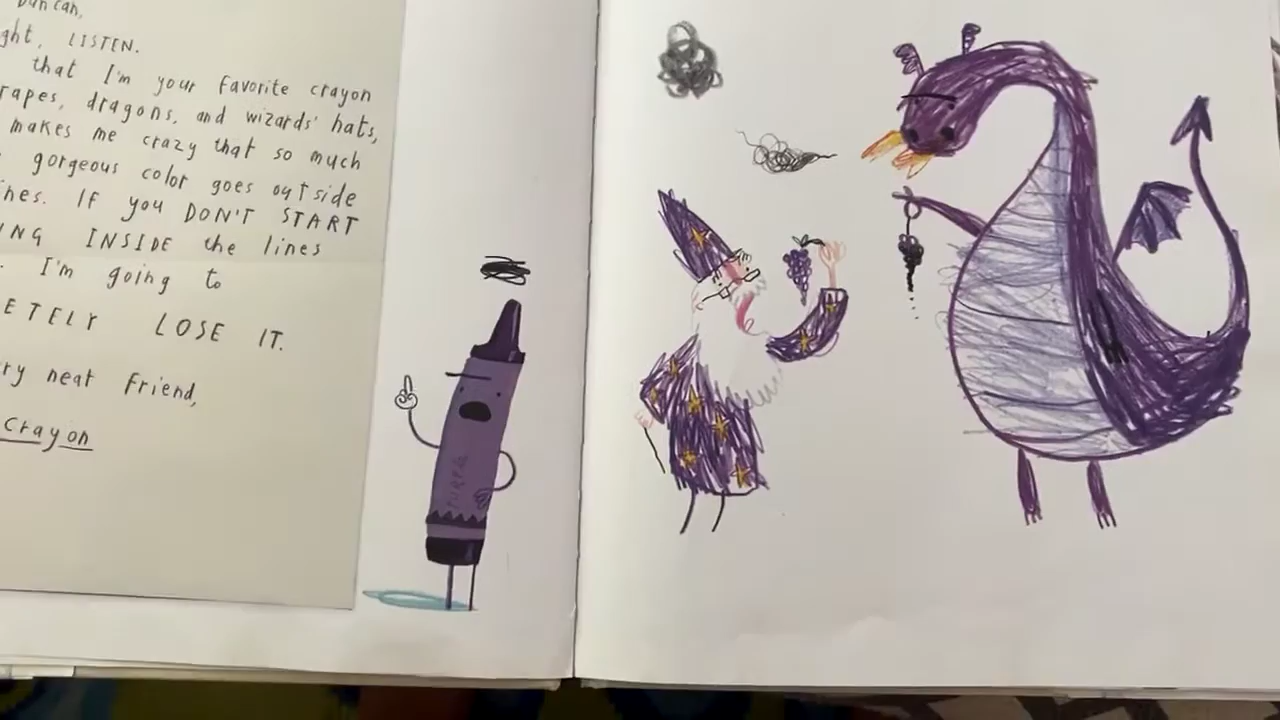 Duncan,
ght, LISTEN.
that I'm your favorite crayon
rapes, dragons, and wizards' hats,
makes me crazy that so much
gorgeous color goes outside
nes. If you DON'T START
NG INSIDE the lines
I'm going to
ETELY LOSE IT.
ry neat friend,
Crayon